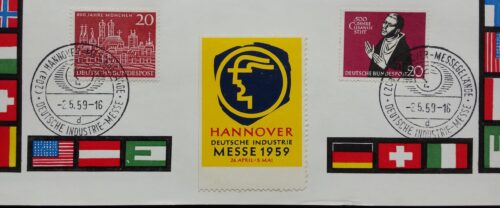 800 JAHRE MÜNCHEN
20
DEUTSCHE BUNDESPOST
(20a) HANNOVER-MESSEGELÄNDE
-2.5.59-16
d
DEUTSCHE INDUSTRIE-MESSE
HANNOVER
DEUTSCHE INDUSTRIE
MESSE 1959
26. APRIL - 5. MAI
500 JAHRE
CUSANUS
STIFT
DEUTSCHE BUNDESPOST
20
-2.5.59-16
d
DEUTSCHE INDUSTRIE-MESSE